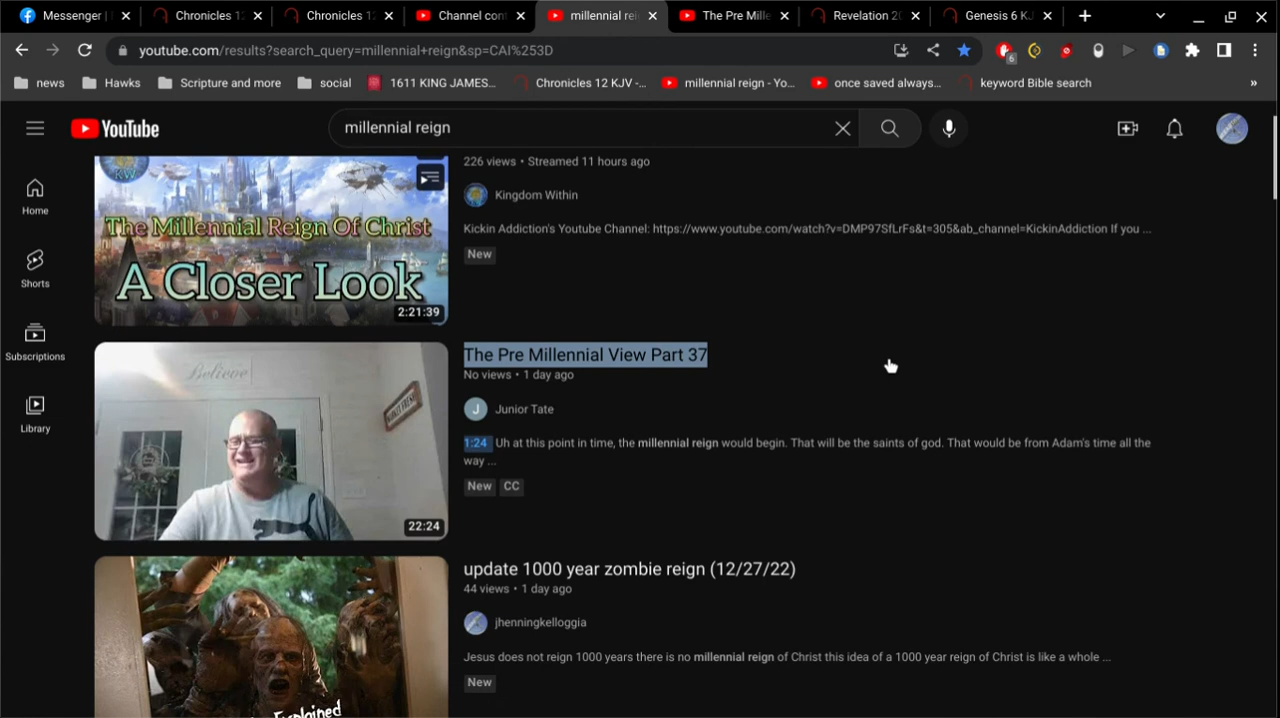 Messenger |
Chronicles 1
Chronicles 12
Channel con
millennial rei
The Pre Mille
Revelation 20
Genesis 6 KJ
youtube.com/results?search_query=millennial+reign&sp=CAI%253D
6
news
Hawks
Scripture and more
social
1611 KING JAMES...
Chronicles 12 KJV -...
millennial reign - Yo...
once saved always...
keyword Bible search
»
YouTube
millennial reign
Home
Shorts
Subscriptions
Library
KW
The Millennial Reign Of Christ
A Closer Look
2:21:39
226 views • Streamed 11 hours ago
Kingdom Within
Kickin Addiction's Youtube Channel: https://www.youtube.com/watch?v=DMP97SfLrFs&t=305&ab_channel=KickinAddiction If you ...
New
Believe
22:24
The Pre Millennial View Part 37
No views • 1 day ago
J
Junior Tate
1:24 Uh at this point in time, the millennial reign would begin. That will be the saints of god. That would be from Adam's time all the
way ...
New CC
Explained
update 1000 year zombie reign (12/27/22)
44 views • 1 day ago
jhenningkelloggia
Jesus does not reign 1000 years there is no millennial reign of Christ this idea of a 1000 year reign of Christ is like a whole ...
New